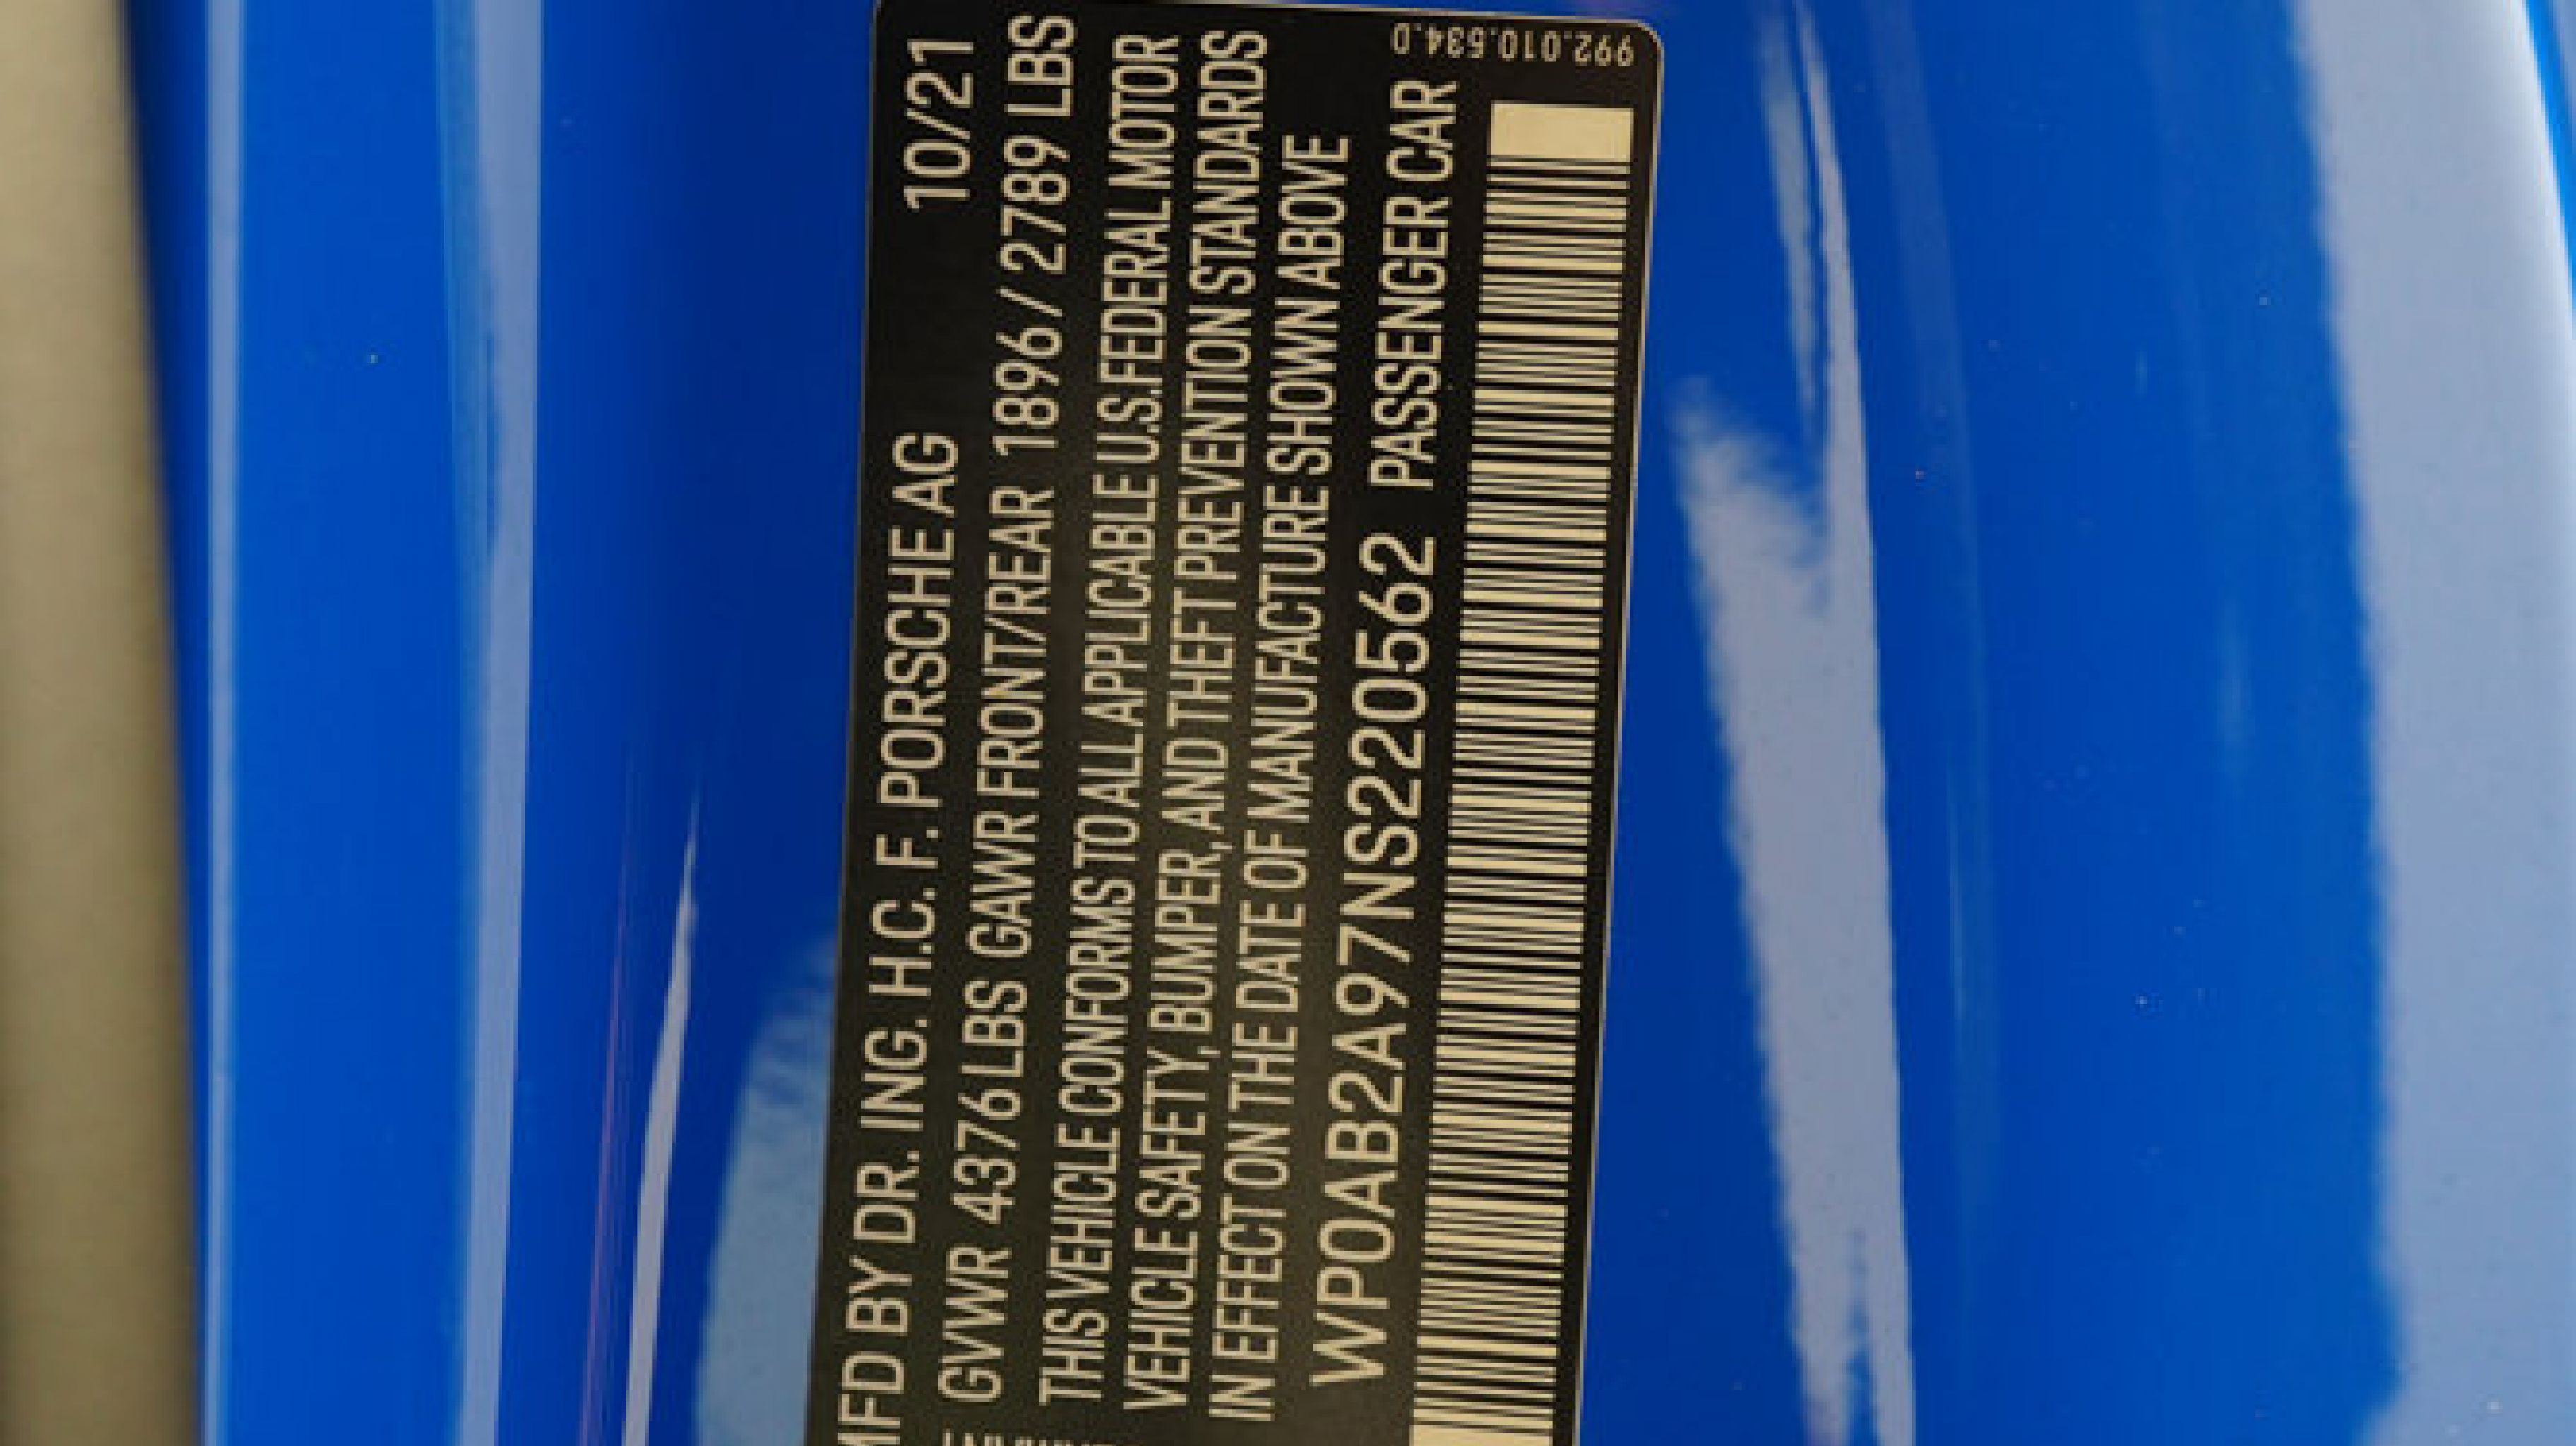 MFD BY DR. ING. H.C. F. PORSCHE AG 10/21
GVWR 4376 LBS GAWR FRONT/REAR 1896 / 2789 LBS
THIS VEHICLE CONFORMS TO ALL APPLICABLE U.S. FEDERAL MOTOR
VEHICLE SAFETY, BUMPER, AND THEFT PREVENTION STANDARDS
IN EFFECT ON THE DATE OF MANUFACTURE SHOWN ABOVE
WP0AB2A97NS220562 PASSENGER CAR
992.010.534.D